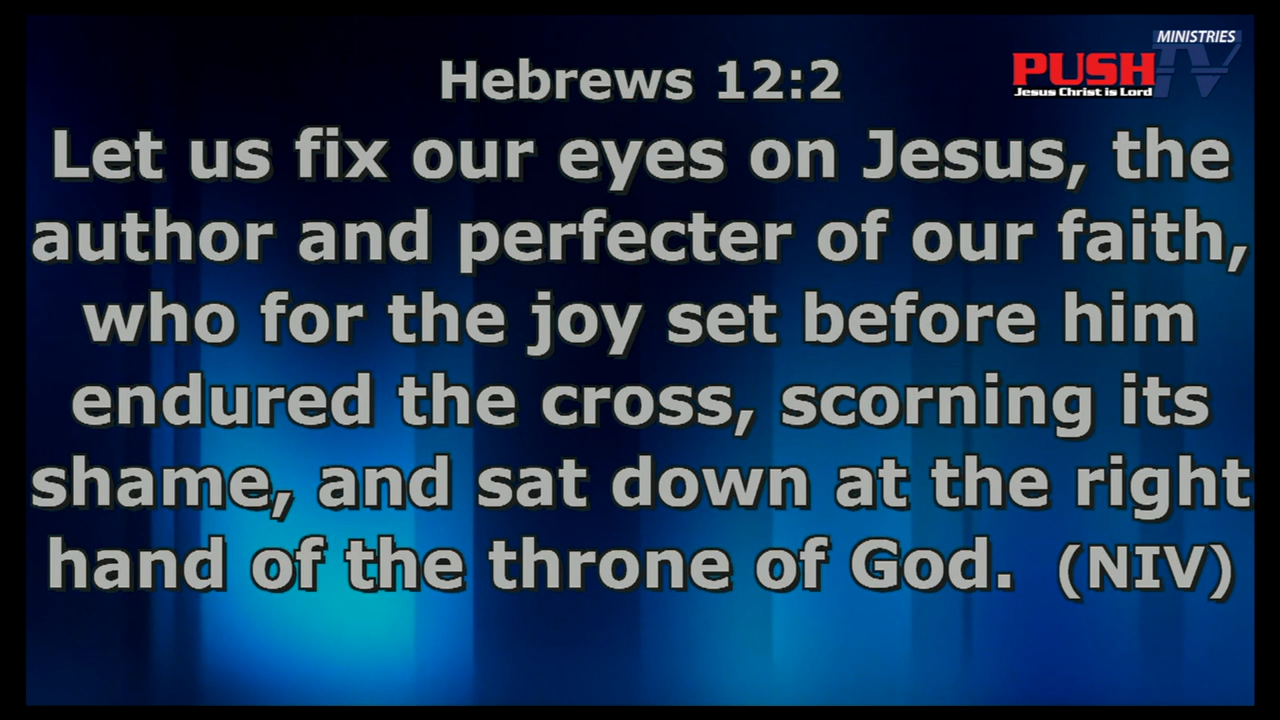 MINISTRIES
PUSH TV
Jesus Christ is Lord
Hebrews 12:2
Let us fix our eyes on Jesus, the
author and perfecter of our faith,
who for the joy set before him
endured the cross, scorning its
shame, and sat down at the right
hand of the throne of God. (NIV)